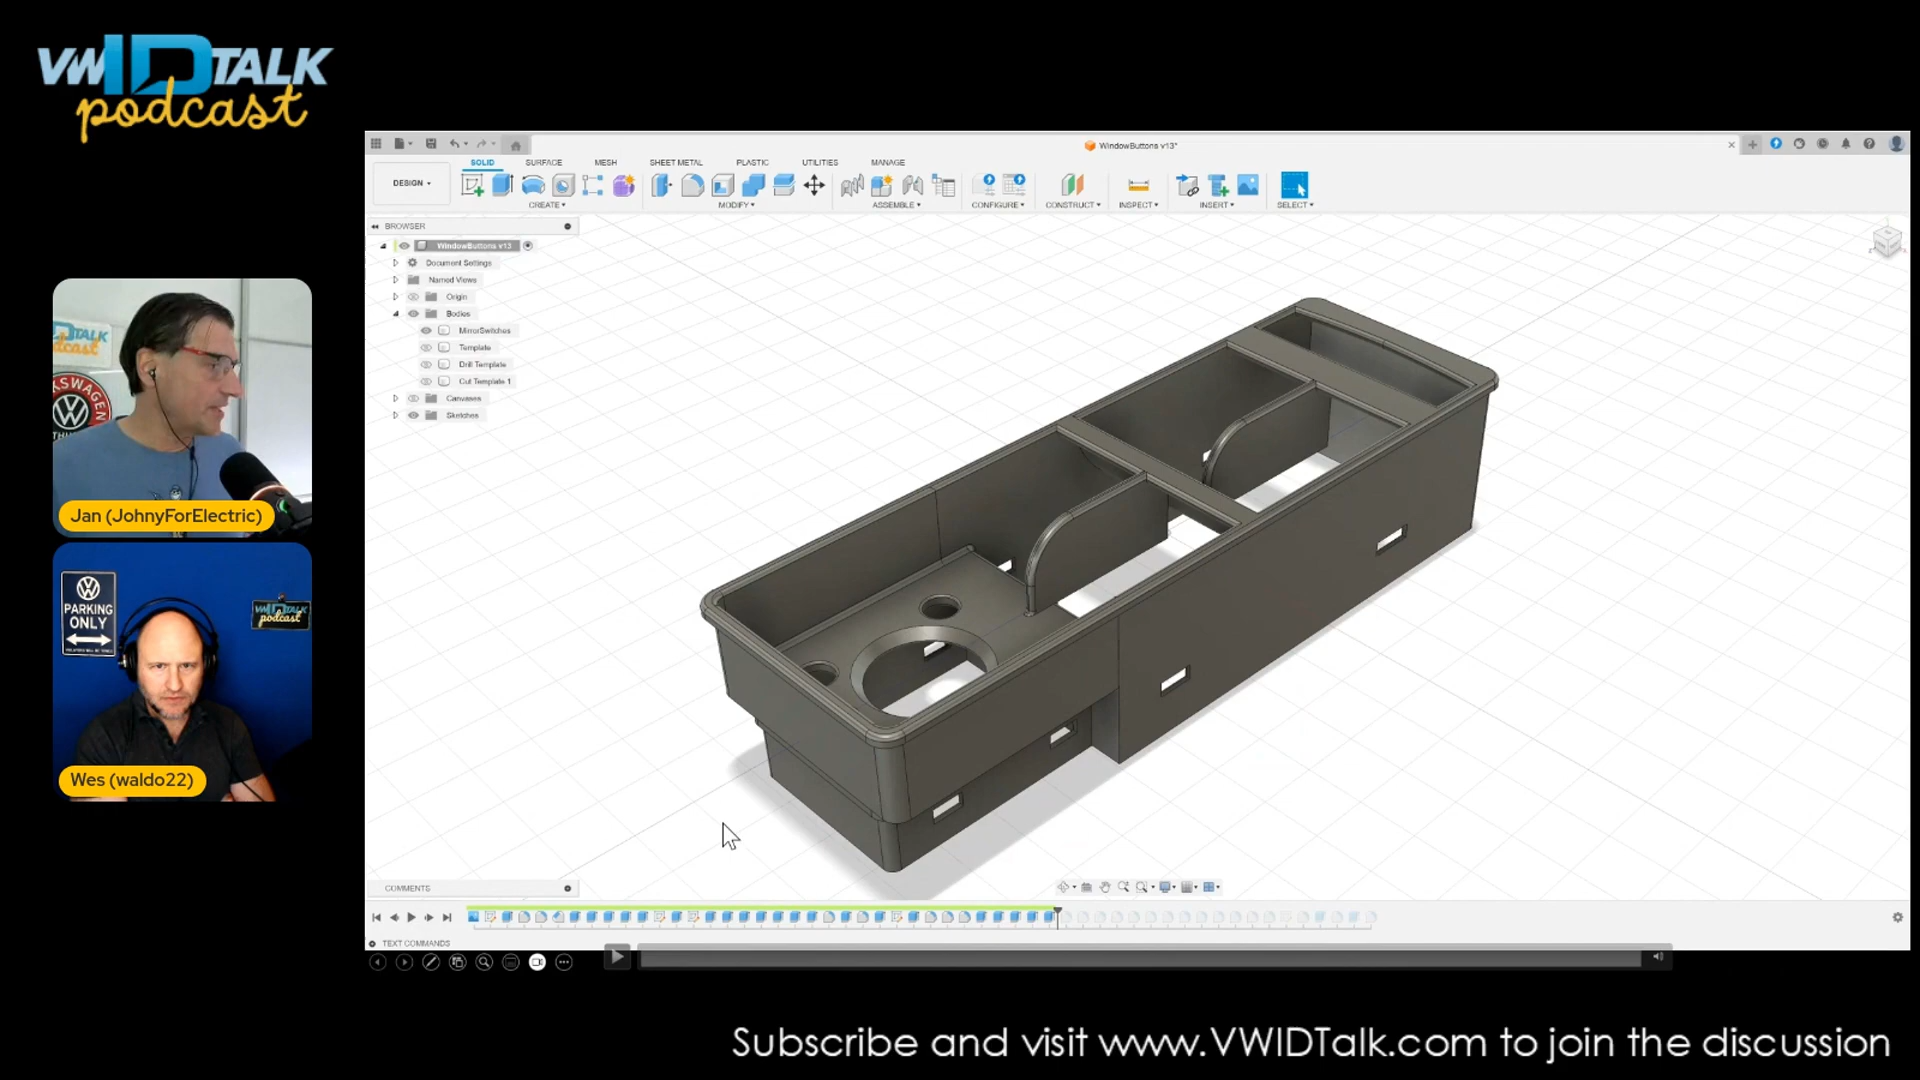 VWIDTALK
podcast
WindowButtons v13*
SOLID
SURFACE
MESH
SHEET METAL
PLASTIC
UTILITIES
MANAGE
DESIGN
CREATE
MODIFY
ASSEMBLE
CONFIGURE
CONSTRUCT
INSPECT
INSERT
SELECT
BROWSER
WindowButtons v13
Document Settings
Named Views
Origin
Bodies
MirrorSwitches
Template
Drill Template
Cut Template 1
Canvases
Sketches
Jan (JohnyForElectric)
PARKING
ONLY
VWIDTALK
podcast
Wes (waldo22)
COMMENTS
TEXT COMMANDS
Subscribe and visit www.VWIDTalk.com to join the discussion